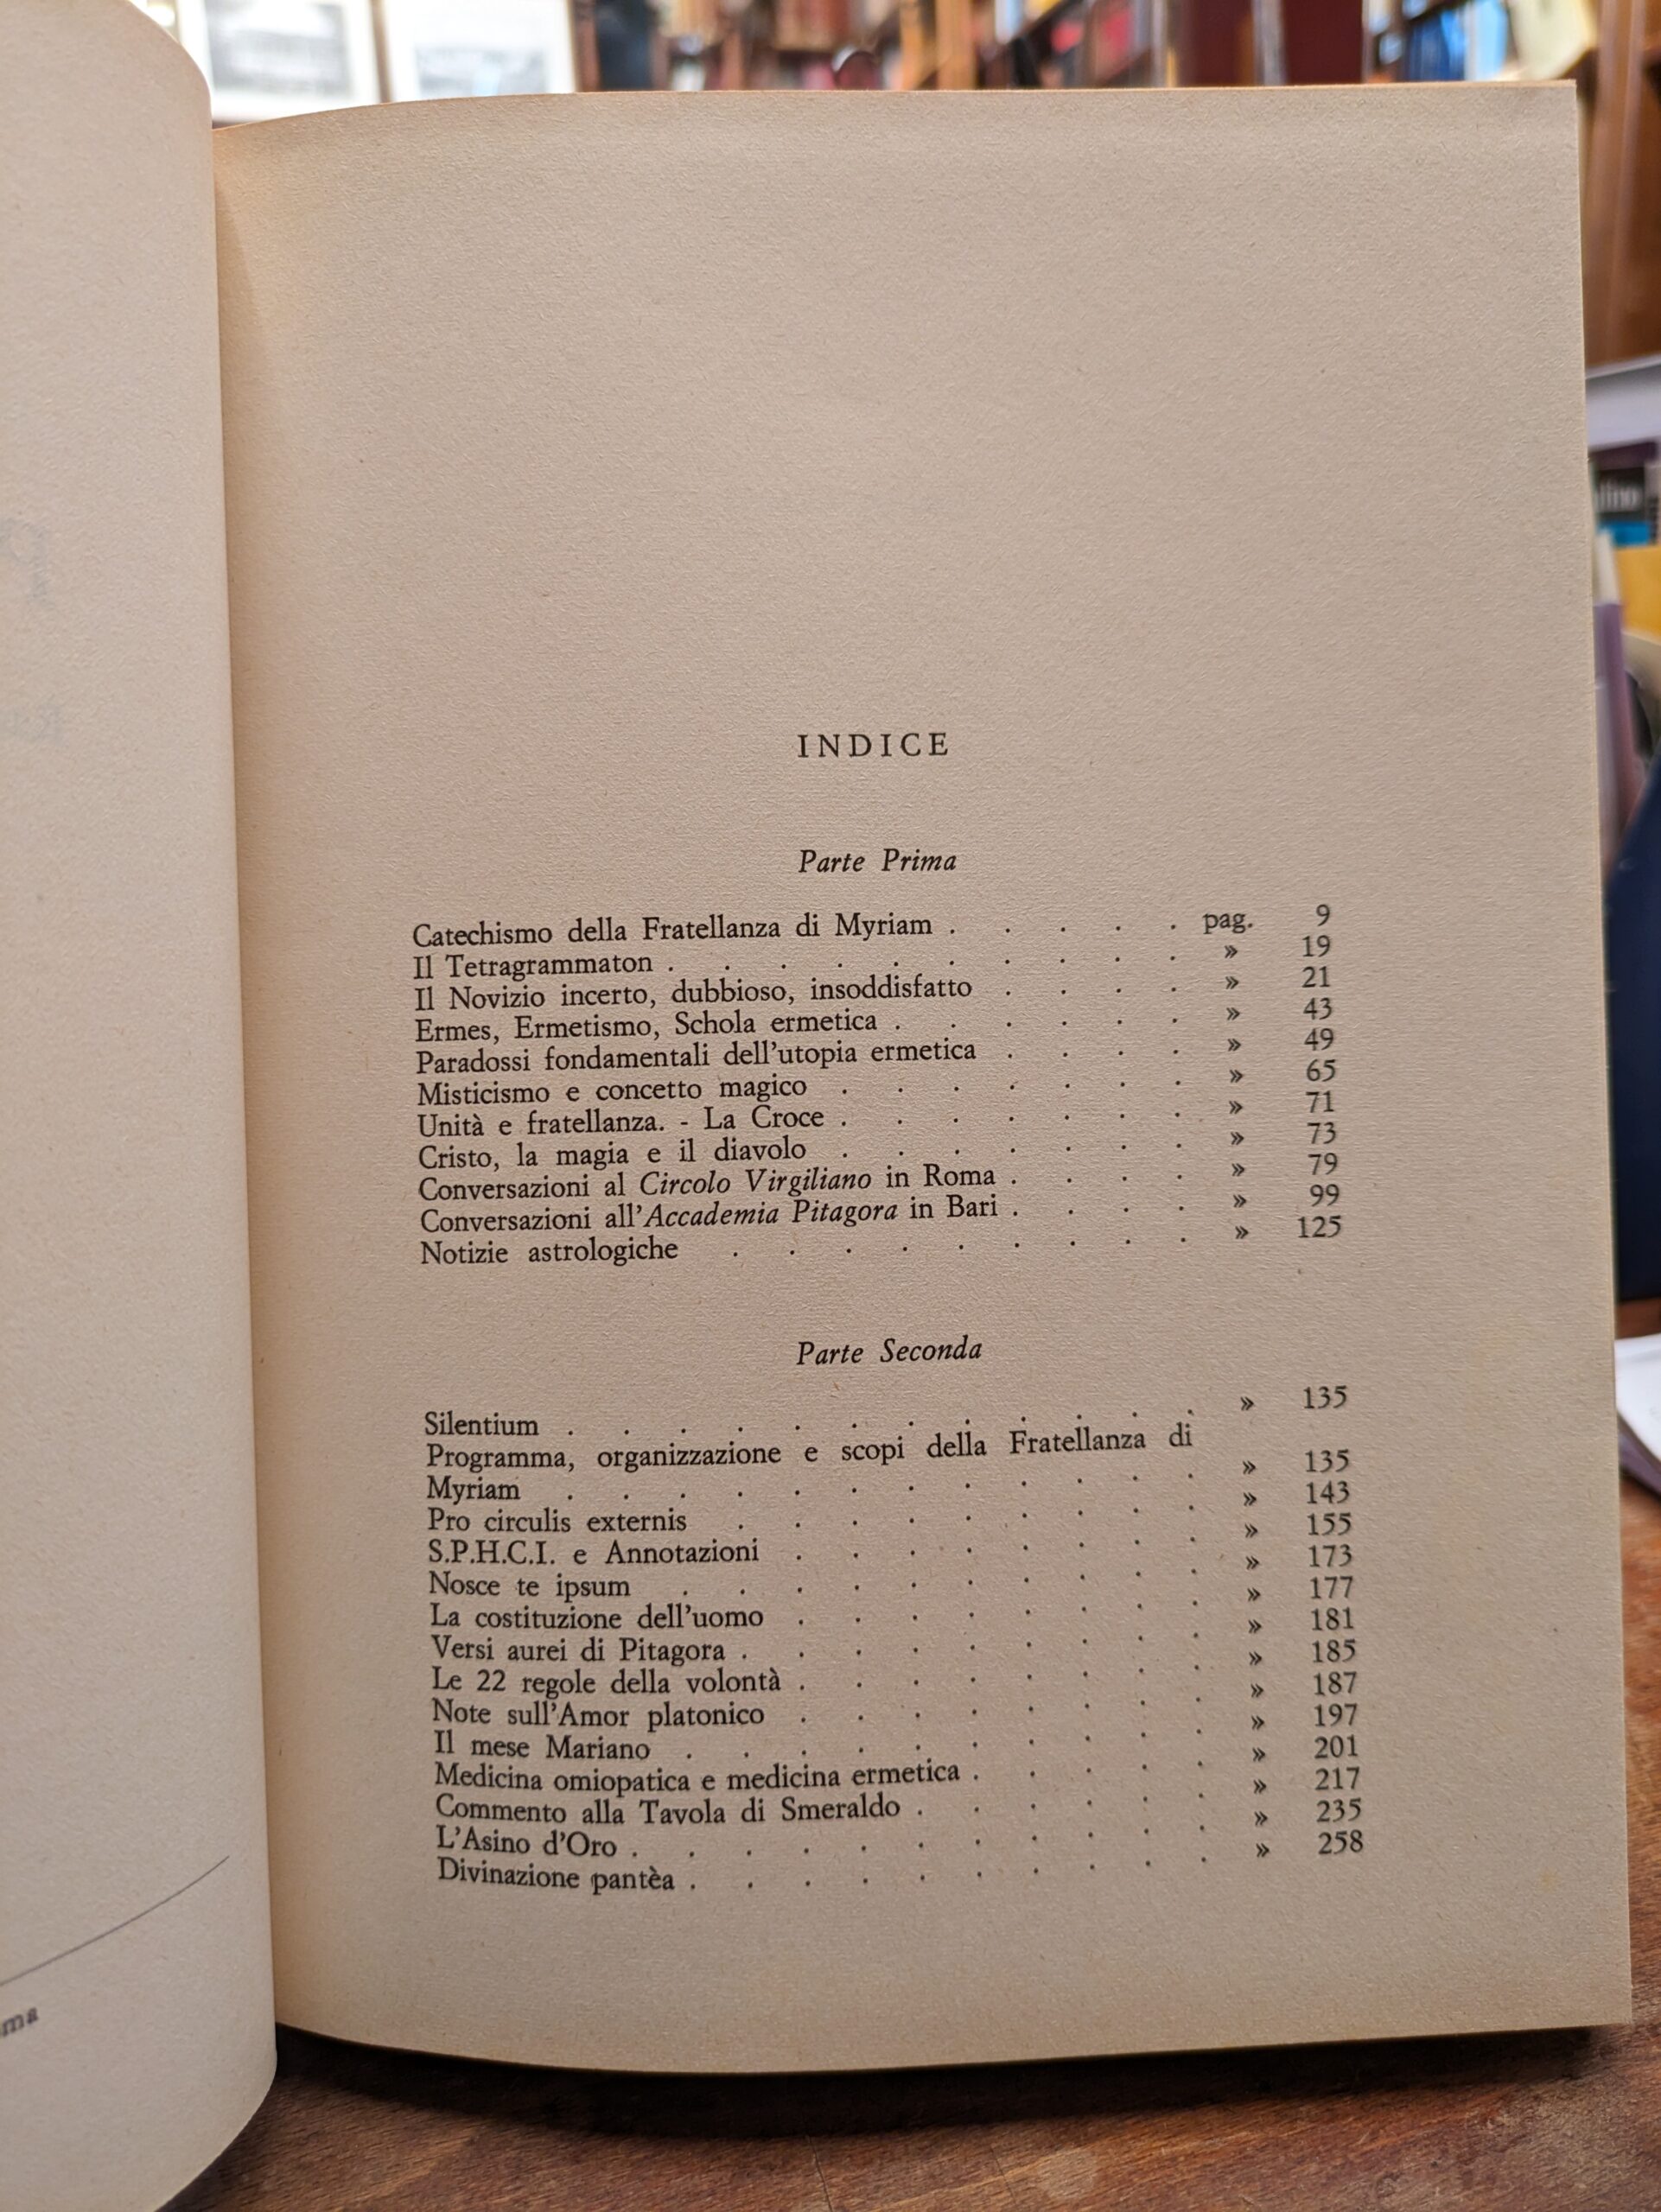 INDICE
Parte Prima
Catechismo della Fratellanza di Myriam . . . . . pag. 9
Il Tetragrammaton . . . . . . . . . . » 19
Il Novizio incerto, dubbioso, insoddisfatto . . . . » 21
Ermes, Ermetismo, Schola ermetica . . . . . . » 43
Paradossi fondamentali dell'utopia ermetica . . . . » 49
Misticismo e concetto magico . . . . . . . » 65
Unità e fratellanza. - La Croce . . . . . . . » 71
Cristo, la magia e il diavolo . . . . . . . » 73
Conversazioni al Circolo Virgiliano in Roma . . . . » 79
Conversazioni all'Accademia Pitagora in Bari . . . . » 99
Notizie astrologiche . . . . . . . . . » 125
Parte Seconda
Silentium . . . . . . . . . . . . » 135
Programma, organizzazione e scopi della Fratellanza di
Myriam . . . . . . . . . . . . » 135
Pro circulis externis . . . . . . . . . » 143
S.P.H.C.I. e Annotazioni . . . . . . . . » 155
Nosce te ipsum . . . . . . . . . . » 173
La costituzione dell'uomo . . . . . . . . » 177
Versi aurei di Pitagora . . . . . . . . . » 181
Le 22 regole della volontà . . . . . . . . » 185
Note sull'Amor platonico . . . . . . . . » 187
Il mese Mariano . . . . . . . . . . » 197
Medicina omiopatica e medicina ermetica . . . . . » 201
Commento alla Tavola di Smeraldo . . . . . . » 217
L'Asino d'Oro . . . . . . . . . . . » 235
Divinazione pantèa . . . . . . . . . . » 258